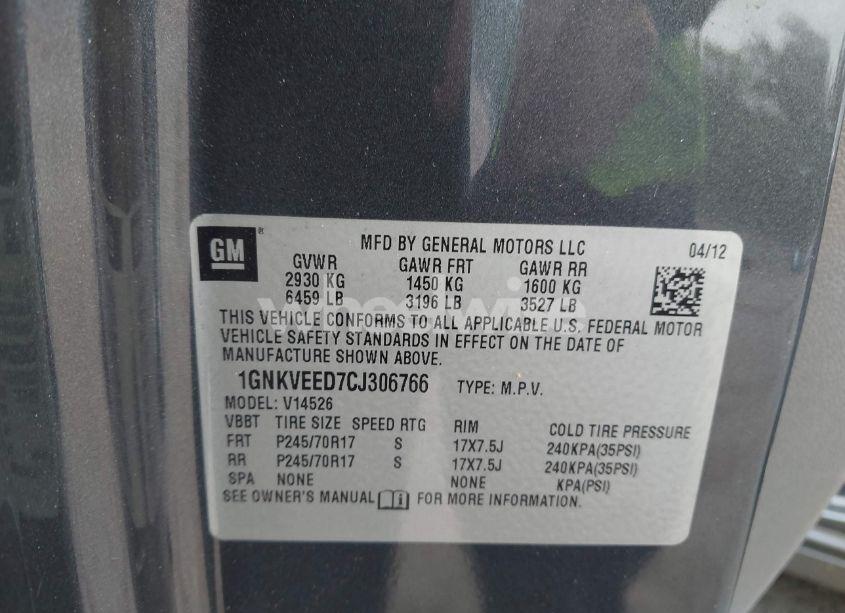 GM
MFD BY GENERAL MOTORS LLC 04/12
GVWR GAWR FRT GAWR RR
2930 KG 1450 KG 1600 KG
6459 LB 3196 LB 3527 LB
THIS VEHICLE CONFORMS TO ALL APPLICABLE U.S. FEDERAL MOTOR
VEHICLE SAFETY STANDARDS IN EFFECT ON THE DATE OF
MANUFACTURE SHOWN ABOVE.
1GNKVEED7CJ306766 TYPE: M.P.V.
MODEL: V14526
VBBT TIRE SIZE SPEED RTG RIM COLD TIRE PRESSURE
FRT P245/70R17 S 17X7.5J 240KPA(35PSI)
RR P245/70R17 S 17X7.5J 240KPA(35PSI)
SPA NONE NONE KPA(PSI)
SEE OWNER'S MANUAL FOR MORE INFORMATION.